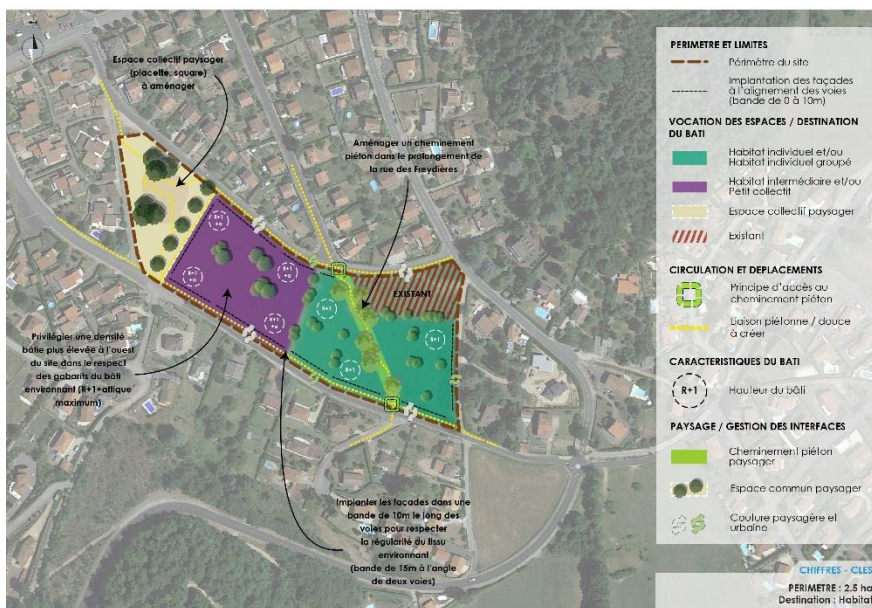 Espace collectif paysager
(placette, square)
à aménager
Aménager un cheminement
piéton dans le prolongement de
la rue des Freydières
R+1
+a
R+1
+a
R+1
+a
R+1
+a
R+1
R+1
R+1
EXISTANT
Privilégier une densité
bâtie plus élevée à l'ouest
du site dans le respect
des gabarits du bâti
environnant (R+1+attique
maximum)
Implanter les façades dans une
bande de 10m le long des
voies pour respecter
la régularité du tissu
environnant
(bande de 15m à l'angle
de deux voies)
PERIMETRE ET LIMITES
Périmètre du site
Implantation des façades
à l'alignement des voies
(bande de 0 à 10m)
VOCATION DES ESPACES / DESTINATION
DU BATI
Habitat individuel et/ou
Habitat individuel groupé
Habitat intermédiaire et/ou
Petit collectif
Espace collectif paysager
Existant
CIRCULATION ET DEPLACEMENTS
Principe d'accès au
cheminement piéton
Liaison piétonne / douce
à créer
CARACTERISTIQUES DU BATI
R+1
Hauteur du bâti
PAYSAGE / GESTION DES INTERFACES
Cheminement piéton
paysager
Espace commun paysager
Couture paysagère et
urbaine
CHIFFRES - CLES
PERIMETRE : 2.5 ha
Destination : Habitat